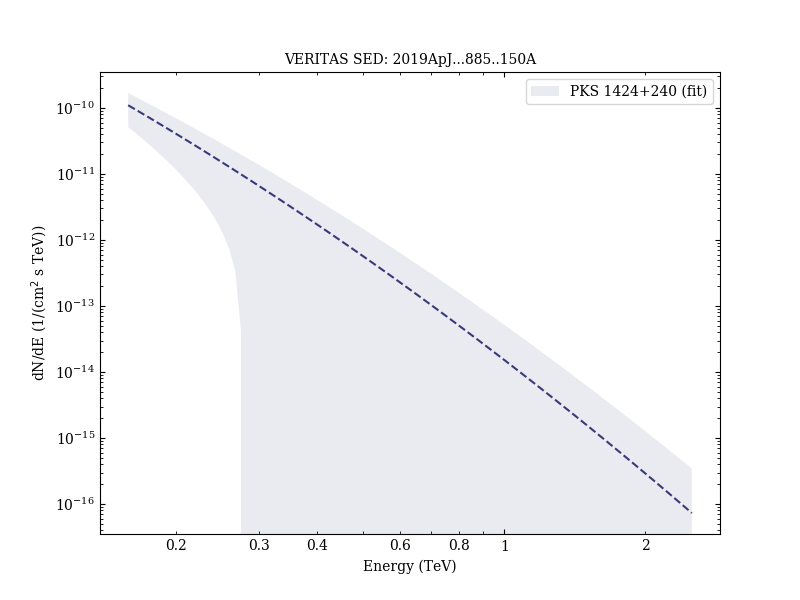 VERITAS SED: 2019ApJ...885..150A
PKS 1424+240 (fit)
dN/dE (1/(cm² s TeV))
10⁻¹⁰
10⁻¹¹
10⁻¹²
10⁻¹³
10⁻¹⁴
10⁻¹⁵
10⁻¹⁶
0.2 0.3 0.4 0.6 0.8 1 2
Energy (TeV)